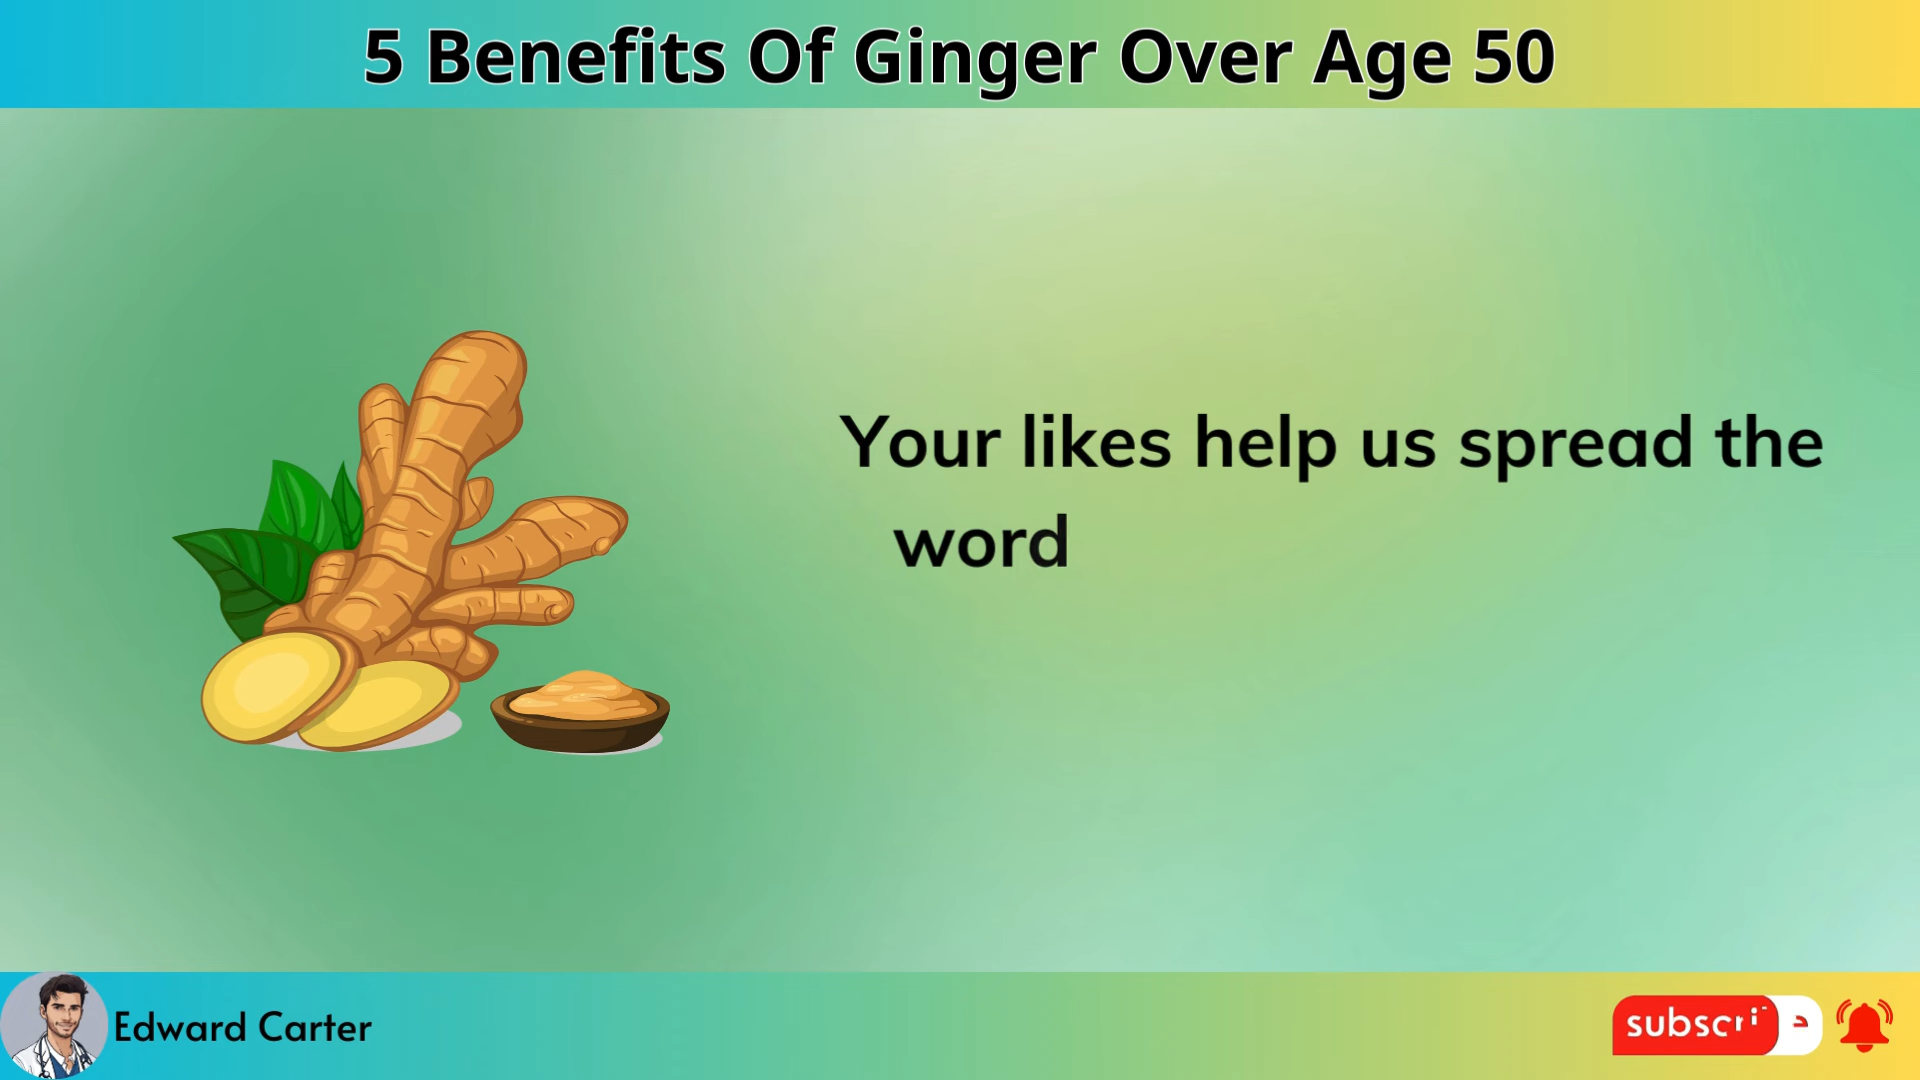 5 Benefits Of Ginger Over Age 50
Your likes help us spread the
word
Edward Carter